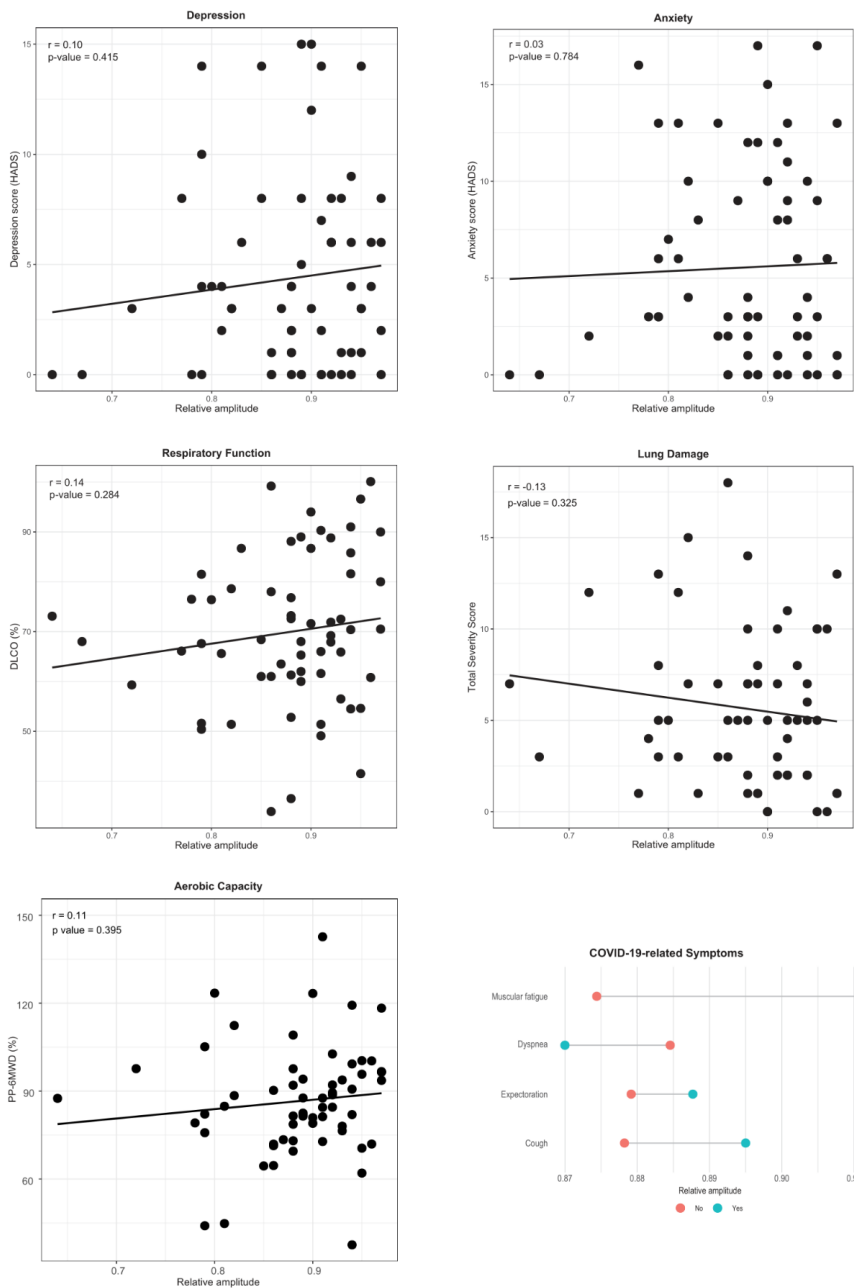 Depression
r = 0.10
p-value = 0.415
15
10
5
0
0.7
0.8
0.9
Depression score (HADS)
Relative amplitude
Anxiety
r = 0.03
p-value = 0.784
15
10
5
0
0.7
0.8
0.9
Anxiety score (HADS)
Relative amplitude
Respiratory Function
r = 0.14
p-value = 0.284
90
70
50
0.7
0.8
0.9
DLCO (%)
Relative amplitude
Lung Damage
r = -0.13
p-value = 0.325
15
10
5
0
0.7
0.8
0.9
Total Severity Score
Relative amplitude
Aerobic Capacity
r = 0.11
p value = 0.395
150
120
90
60
0.7
0.8
0.9
PP-6MWD (%)
Relative amplitude
COVID-19-related Symptoms
Muscular fatigue
Dyspnea
Expectoration
Cough
0.87
0.88
0.89
0.90
Relative amplitude
No Yes